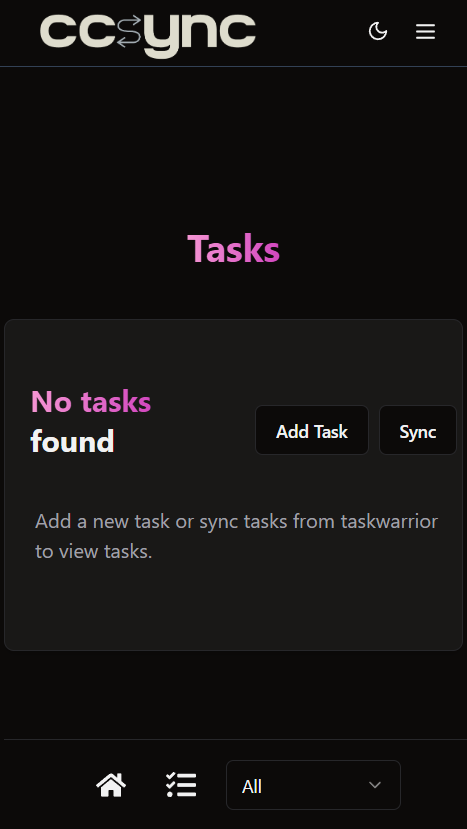 ccsync
Tasks
No tasks
found
Add Task
Sync
Add a new task or sync tasks from taskwarrior
to view tasks.
All